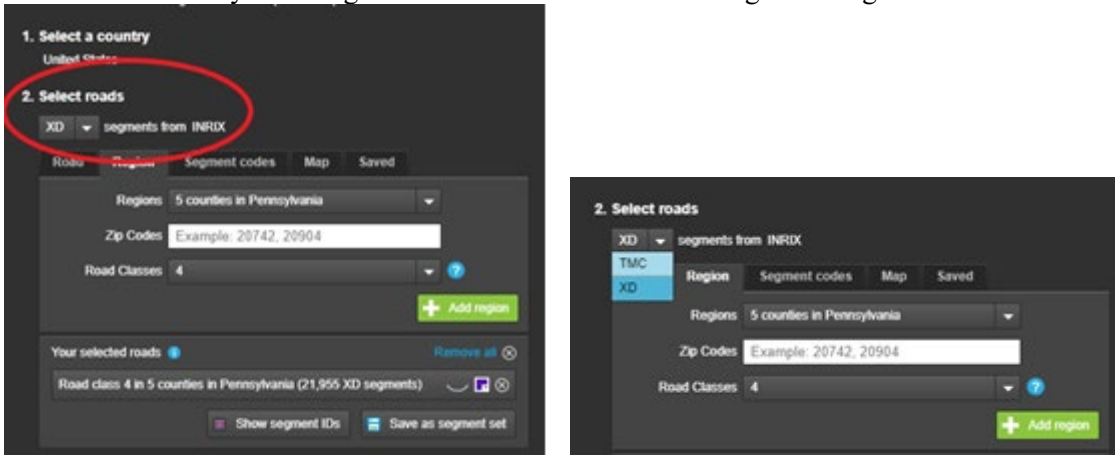 1. Select a country
United States
2. Select roads
XD segments from INRIX
Road Region Segment codes Map Saved
Regions 5 counties in Pennsylvania
Zip Codes Example: 20742, 20904
Road Classes 4 ?
Add region
Your selected roads Remove all
Road class 4 in 5 counties in Pennsylvania (21,955 XD segments)
Show segment IDs Save as segment set
2. Select roads
XD segments from INRIX
TMC
XD
Region Segment codes Map Saved
Regions 5 counties in Pennsylvania
Zip Codes Example: 20742, 20904
Road Classes 4 ?
Add region